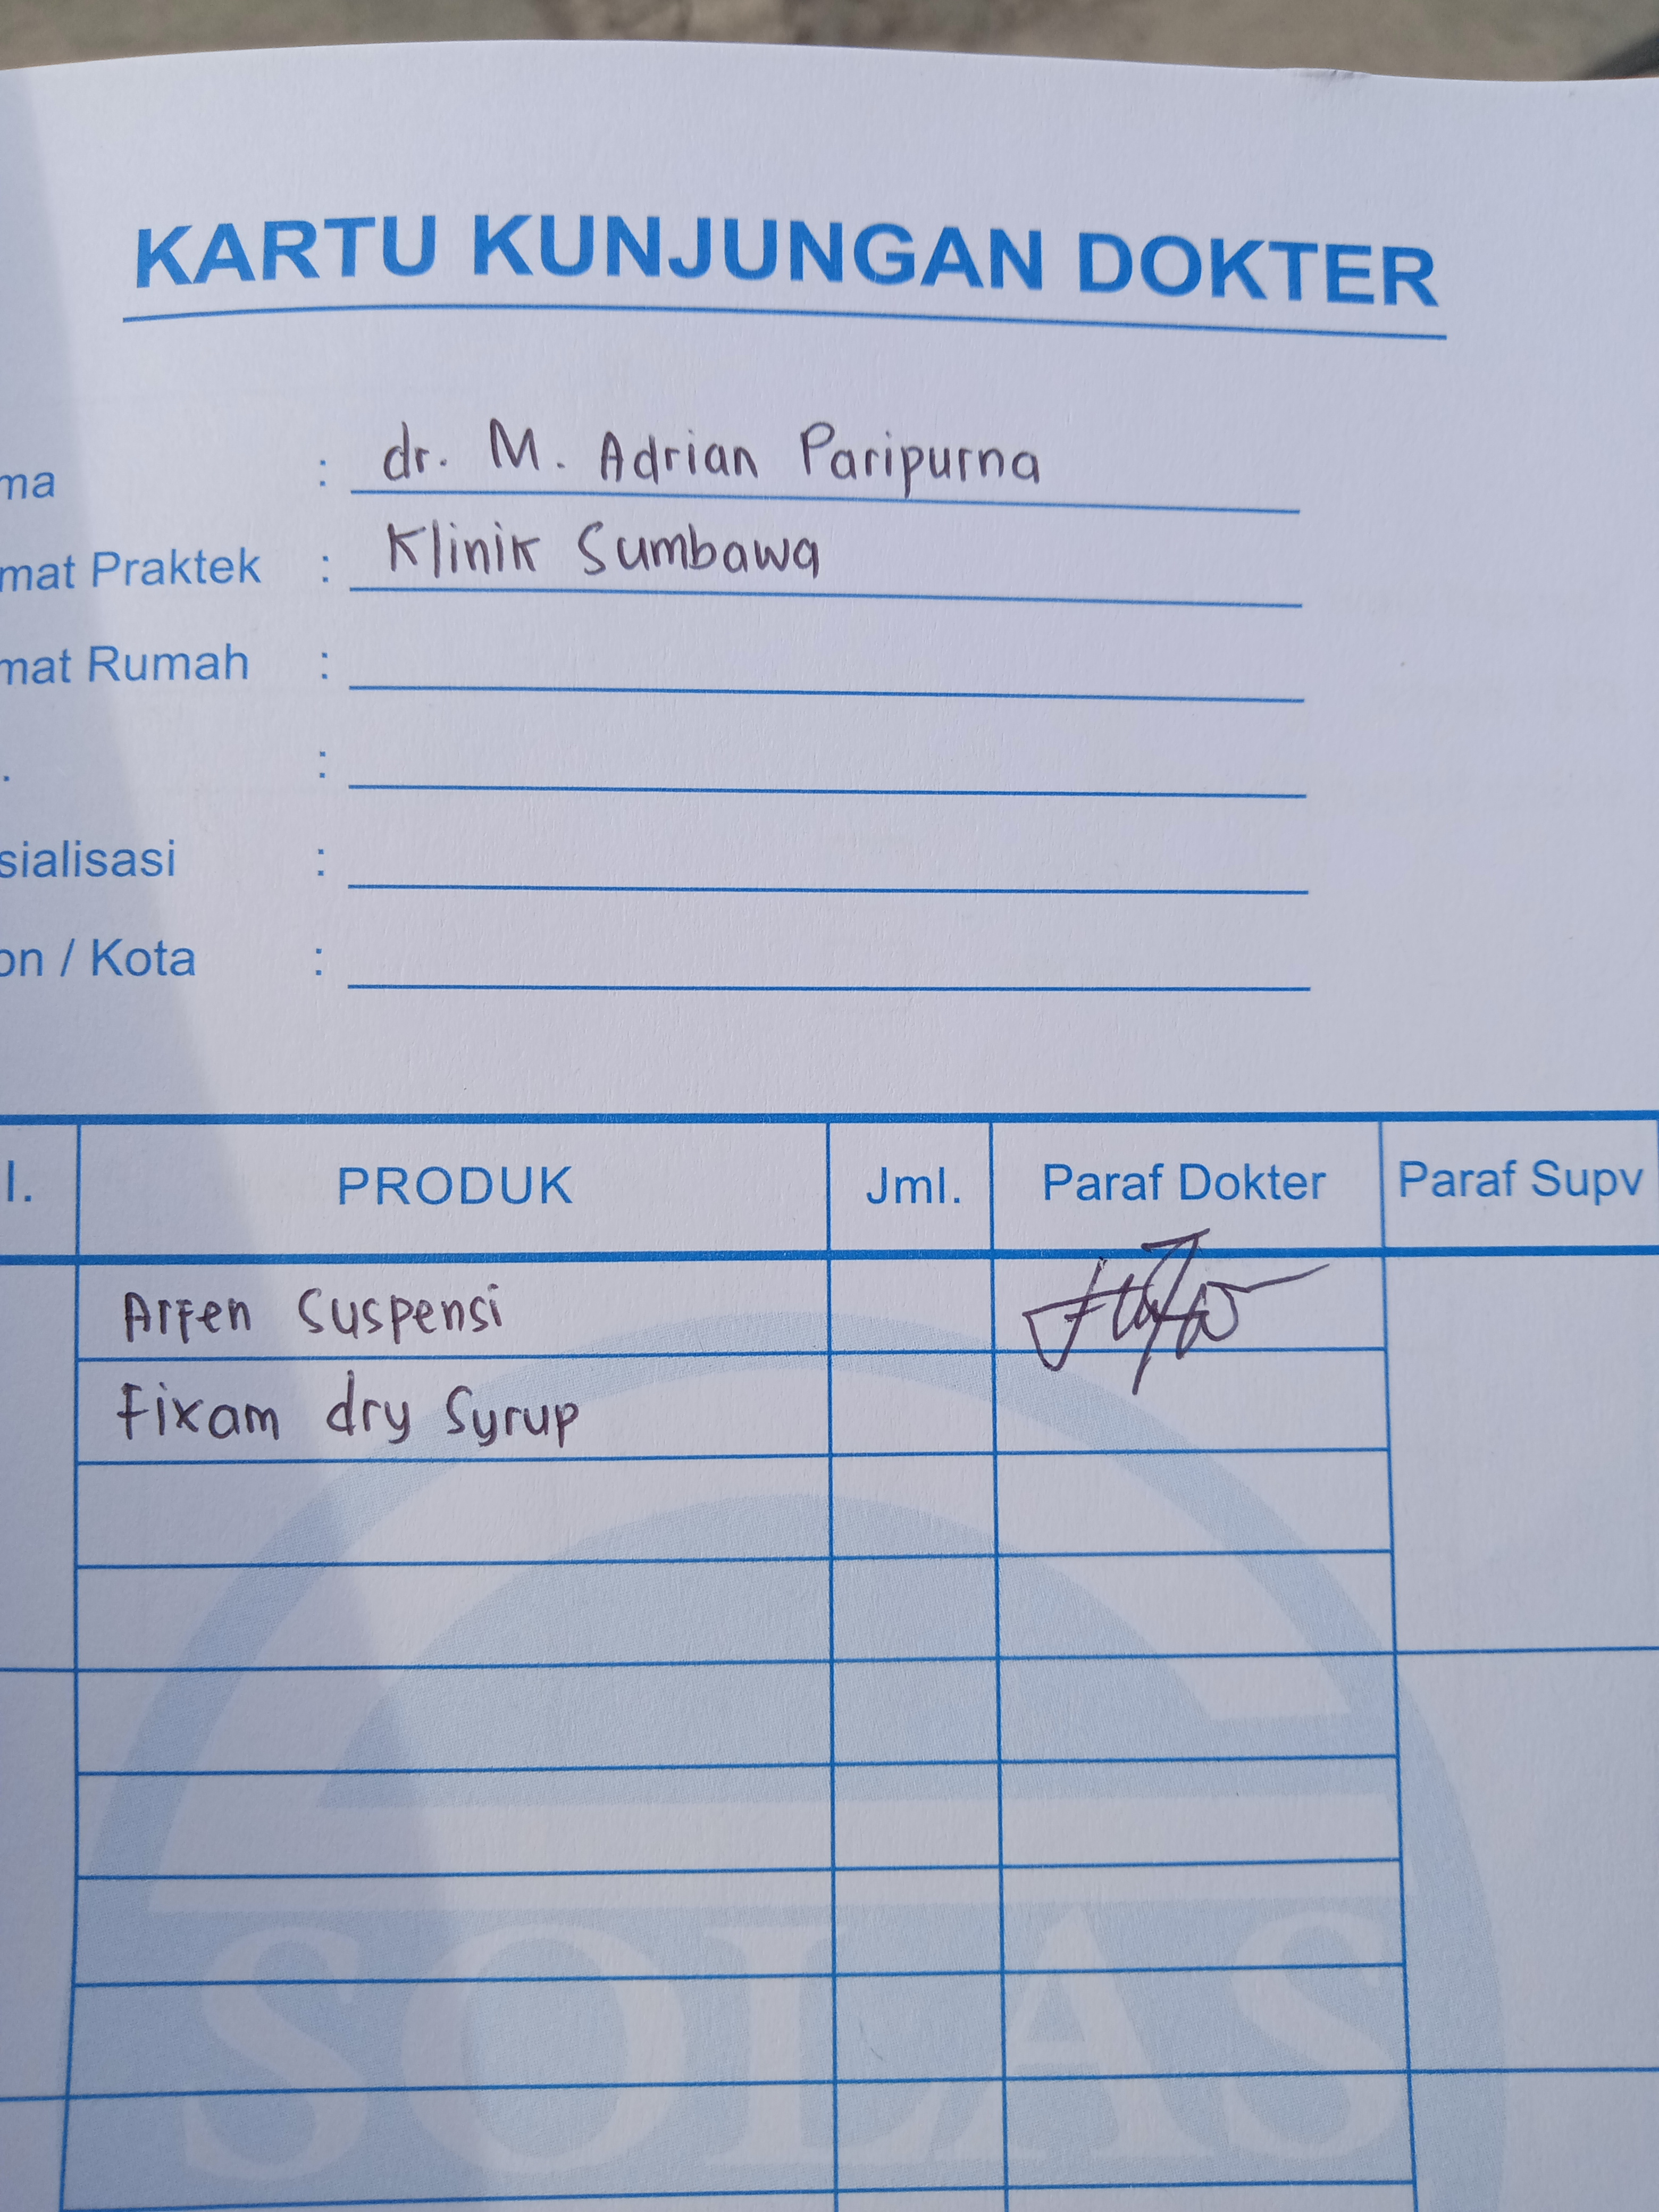 KARTU KUNJUNGAN DOKTER
ma : dr. M. Adrian Paripurna
mat Praktek : Klinik Sumbawa
mat Rumah :
. :
sialisasi :
on / Kota :
l. PRODUK Jml. Paraf Dokter Paraf Supv
Arfen Suspensi
Fixam dry Syrup
SOLAS